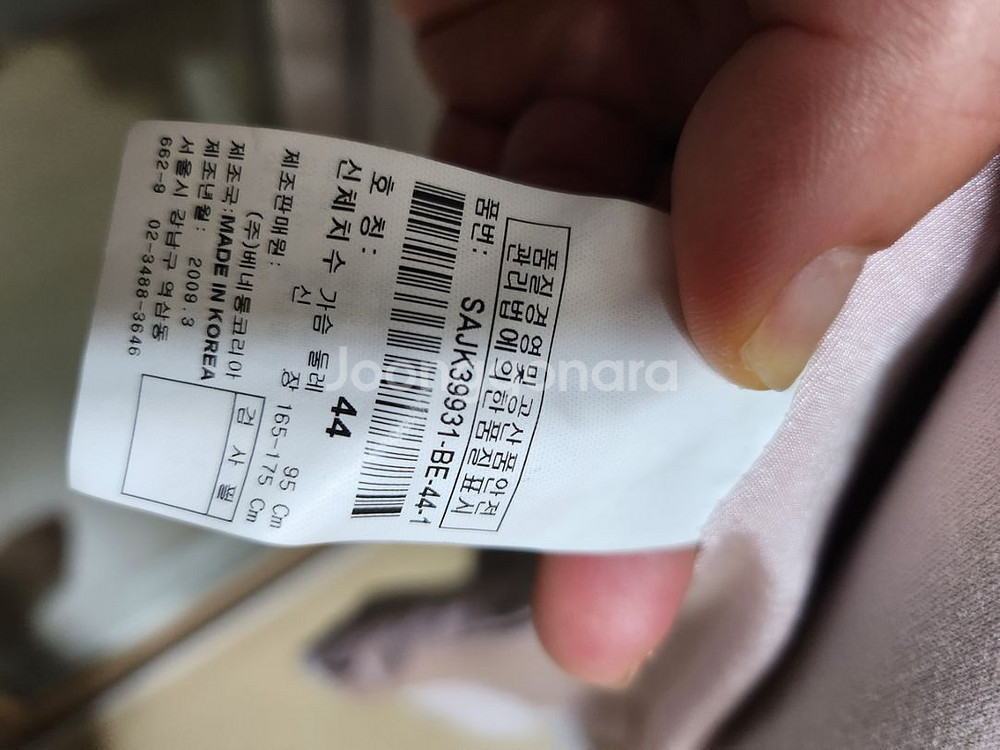 품질경영 및 공산품안전
관리법에 의한 품질표시
품번: SAJK39931-BE-44-1
호칭: 44
신체치수 가슴둘레 95 Cm
신 장 165-175 Cm
제조판매원:
(주)베네통코리아
제조국:MADE IN KOREA
제조년월: 2009.3
서울시 강남구 역삼동
662-9 02-3488-3646
검사필
Joongonara